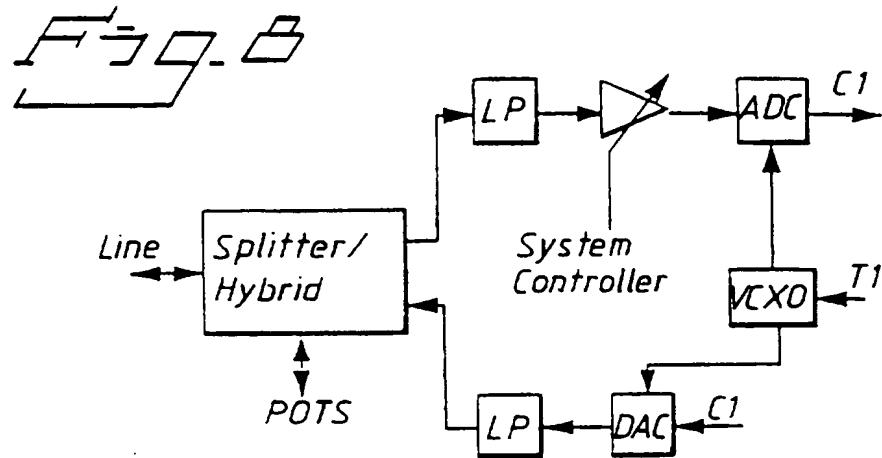 Fig. 8
LP
ADC
C1
Line
Splitter/
Hybrid
System
Controller
VCXO
T1
POTS
LP
DAC
C1